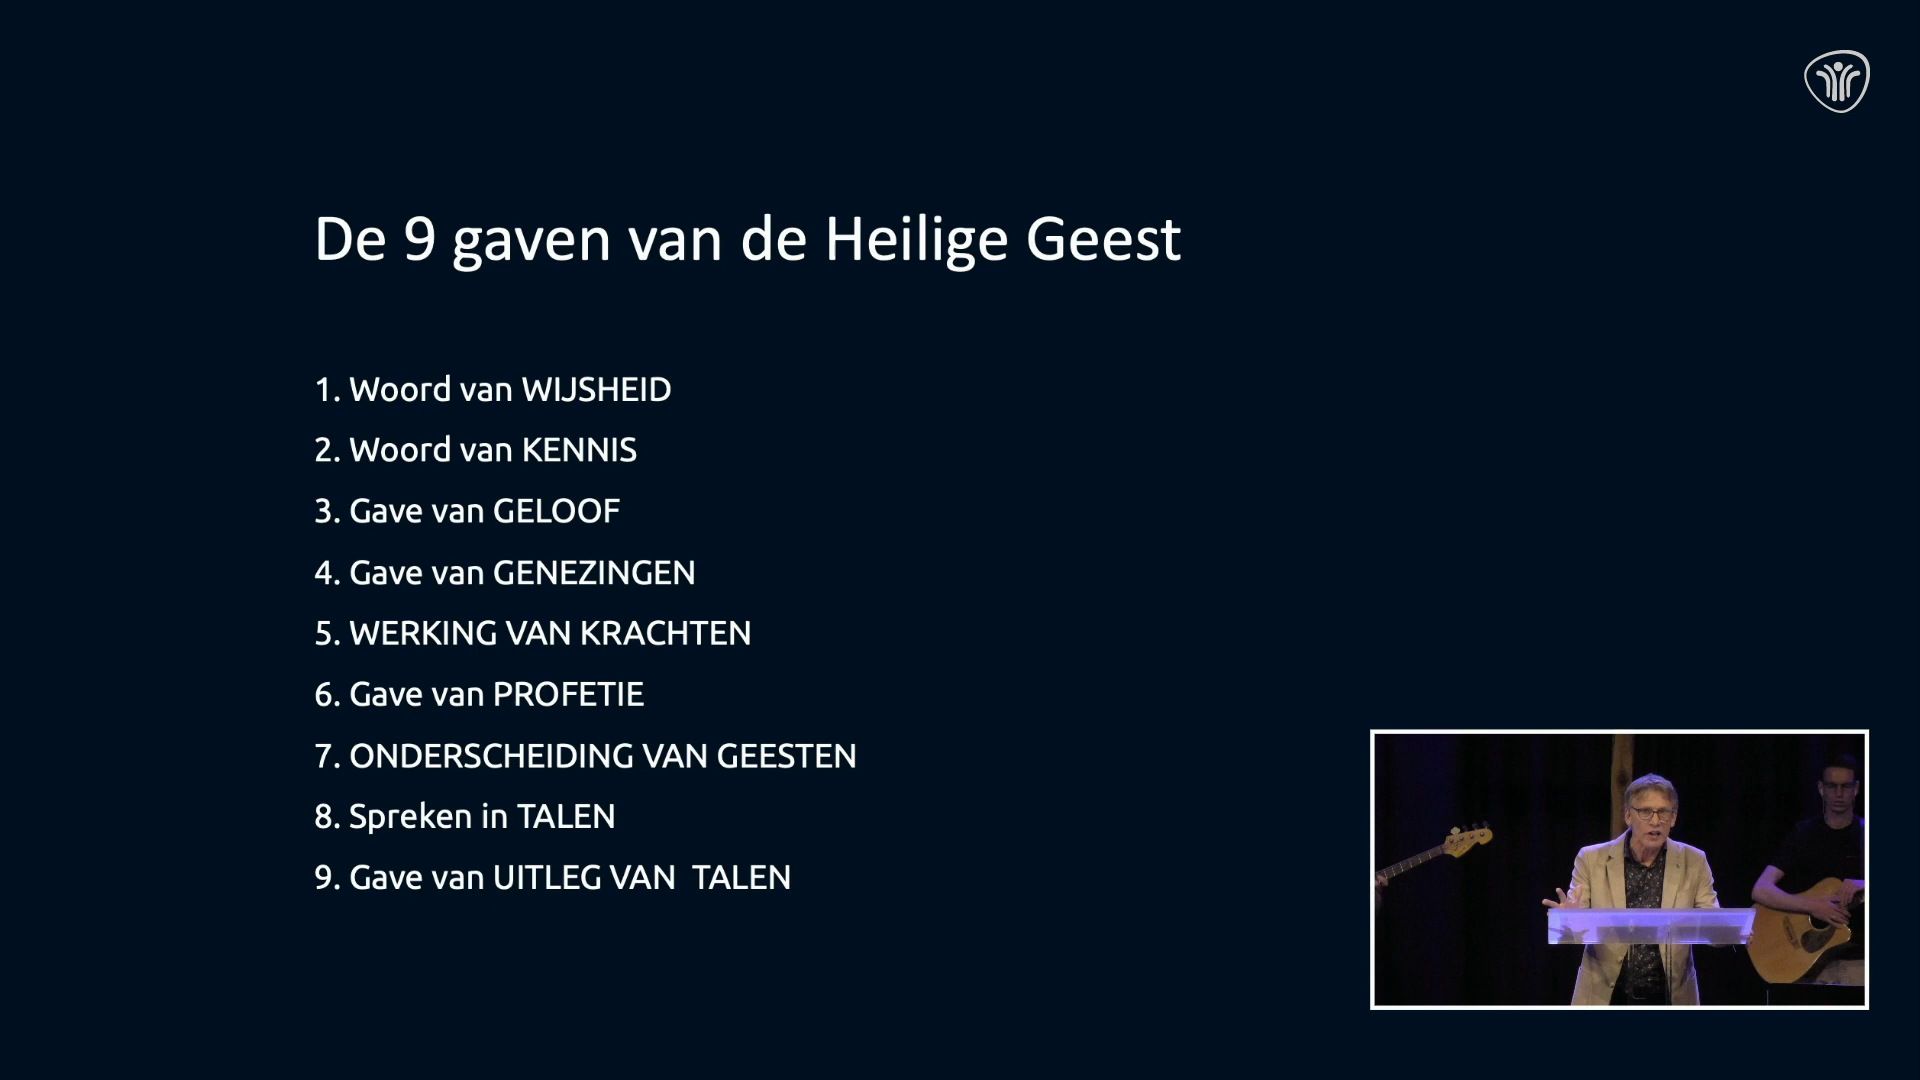 De 9 gaven van de Heilige Geest
1. Woord van WIJSHEID
2. Woord van KENNIS
3. Gave van GELOOF
4. Gave van GENEZINGEN
5. WERKING VAN KRACHTEN
6. Gave van PROFETIE
7. ONDERSCHEIDING VAN GEESTEN
8. Spreken in TALEN
9. Gave van UITLEG VAN  TALEN